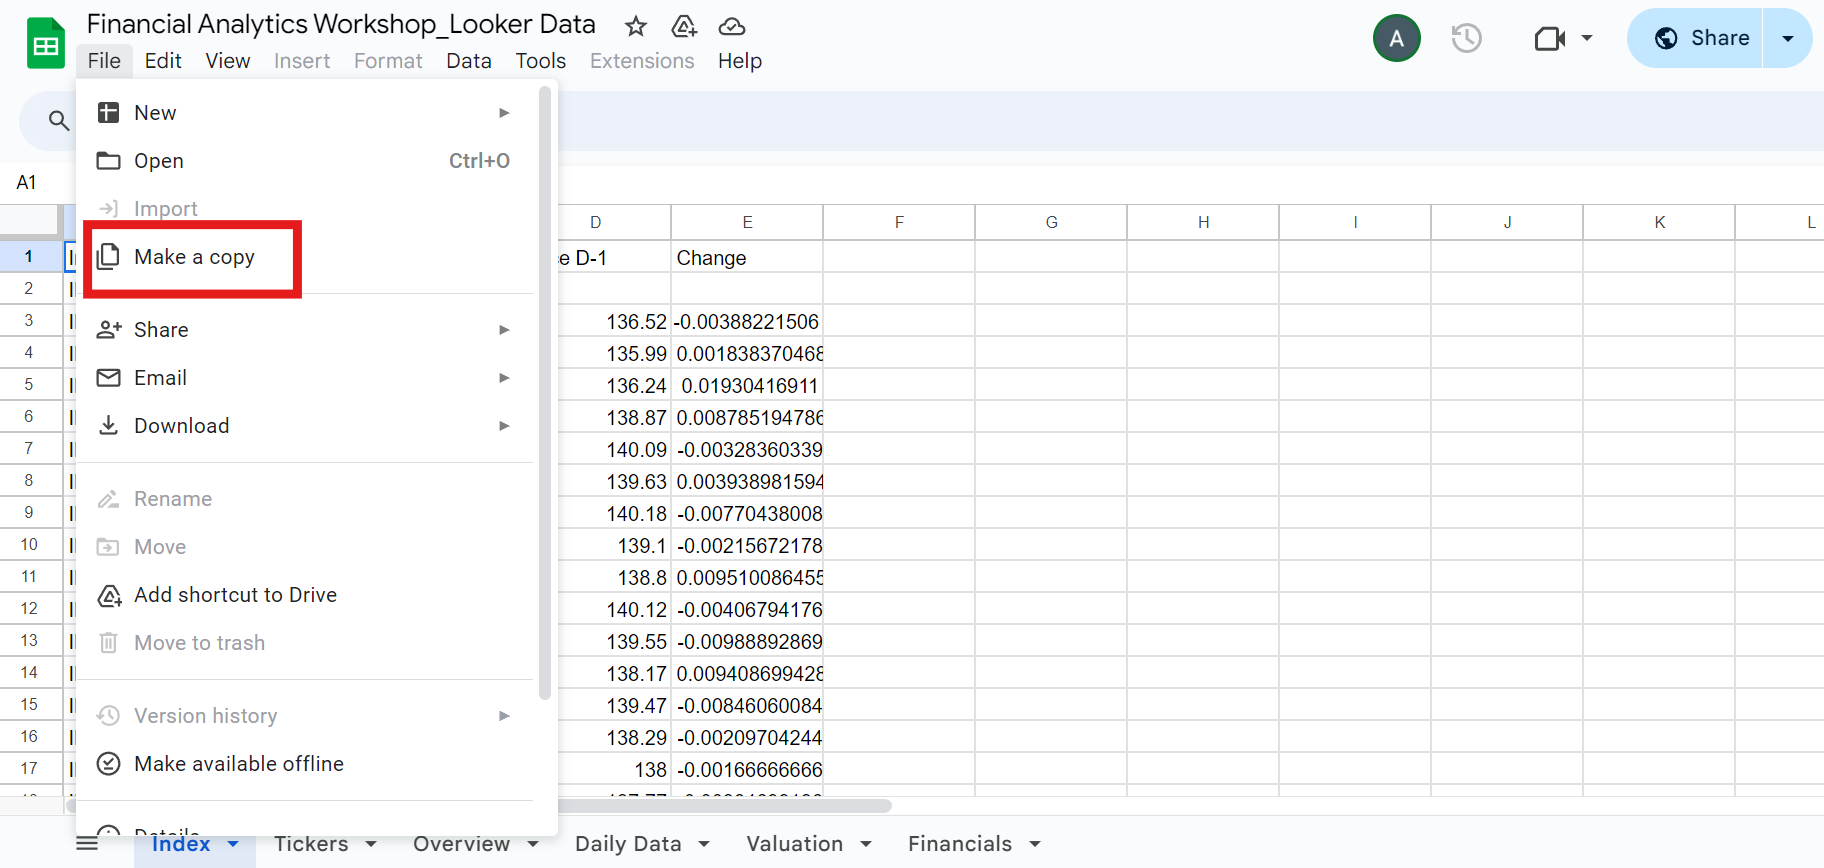 Financial Analytics Workshop_Looker Data
A
Share
File Edit View Insert Format Data Tools Extensions Help
New
Open Ctrl+O
Import
Make a copy
Share
Email
Download
Rename
Move
Add shortcut to Drive
Move to trash
Version history
Make available offline
Details
A1
D E F G H I J K L
1 D-1 Change
2
3 136.52 -0.00388221506
4 135.99 0.001838370468
5 136.24 0.01930416911
6 138.87 0.008785194786
7 140.09 -0.00328360339
8 139.63 0.003938981594
9 140.18 -0.00770438008
10 139.1 -0.00215672178
11 138.8 0.009510086455
12 140.12 -0.00406794176
13 139.55 -0.00988892869
14 138.17 0.009408699428
15 139.47 -0.00846060084
16 138.29 -0.00209704244
17 138 -0.00166666666
Index Tickers Overview Daily Data Valuation Financials